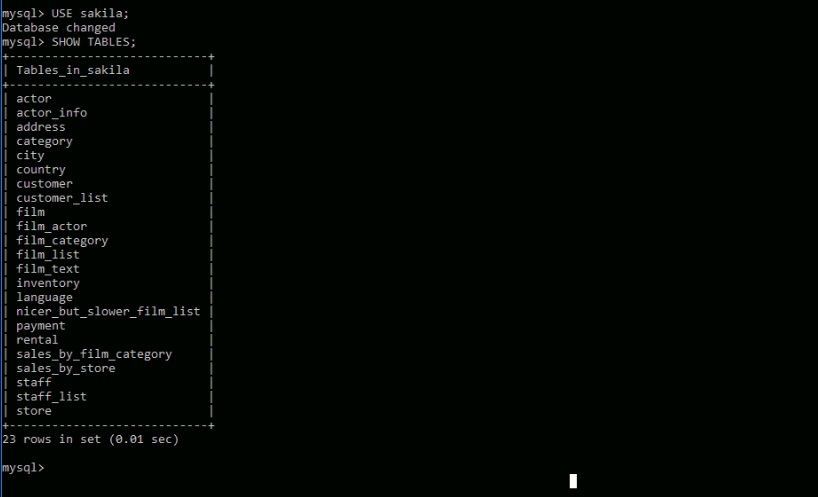 mysql> USE sakila;
Database changed
mysql> SHOW TABLES;
+----------------------------+
| Tables_in_sakila           |
+----------------------------+
| actor                      |
| actor_info                 |
| address                    |
| category                   |
| city                       |
| country                    |
| customer                   |
| customer_list              |
| film                       |
| film_actor                 |
| film_category              |
| film_list                  |
| film_text                  |
| inventory                  |
| language                   |
| nicer_but_slower_film_list |
| payment                    |
| rental                     |
| sales_by_film_category     |
| sales_by_store             |
| staff                      |
| staff_list                 |
| store                      |
+----------------------------+
23 rows in set (0.01 sec)
mysql>